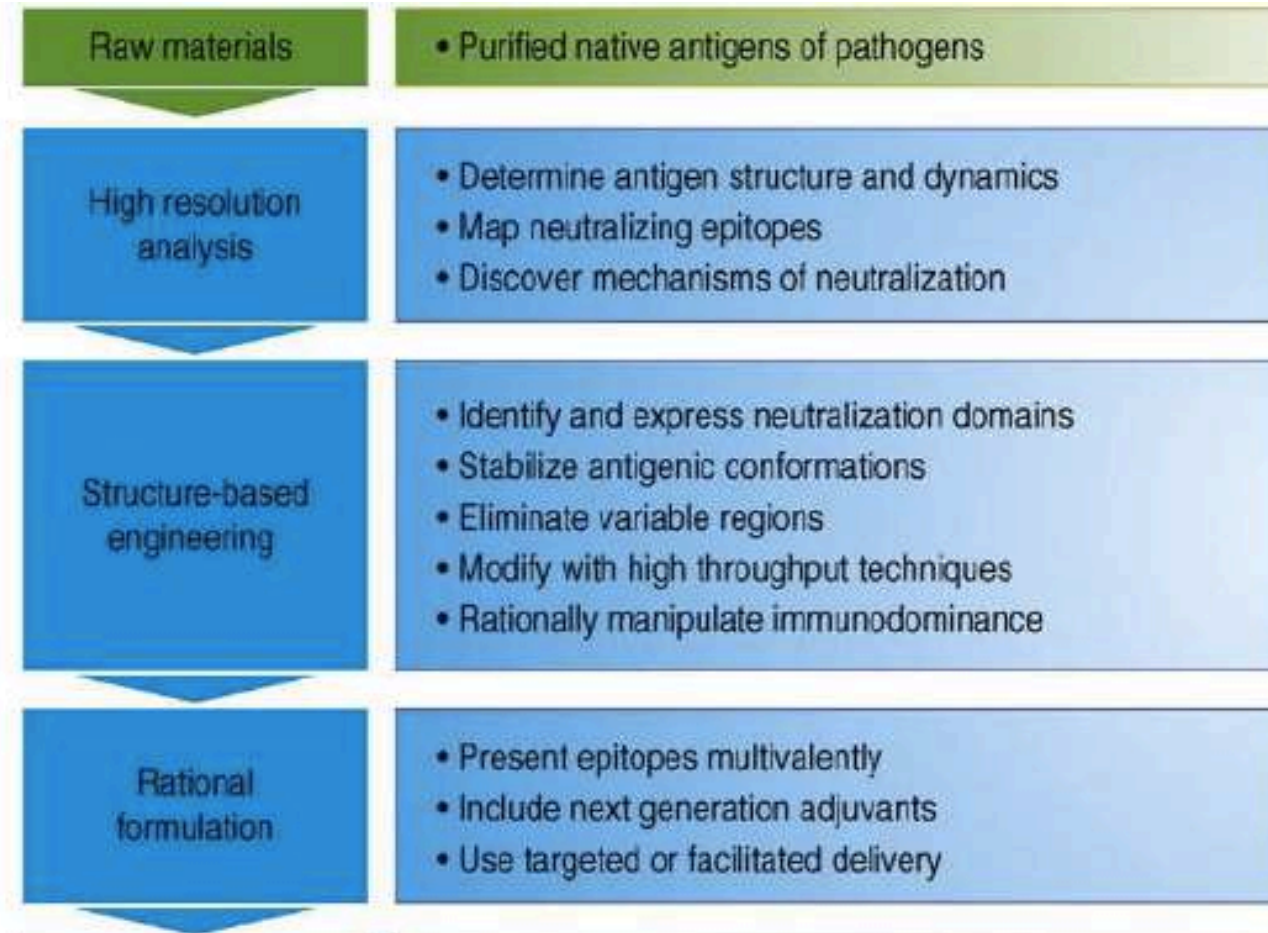 Raw materials
• Purified native antigens of pathogens
High resolution
analysis
• Determine antigen structure and dynamics
• Map neutralizing epitopes
• Discover mechanisms of neutralization
Structure-based
engineering
• Identify and express neutralization domains
• Stabilize antigenic conformations
• Eliminate variable regions
• Modify with high throughput techniques
• Rationally manipulate immunodominance
Rational
formulation
• Present epitopes multivalently
• Include next generation adjuvants
• Use targeted or facilitated delivery